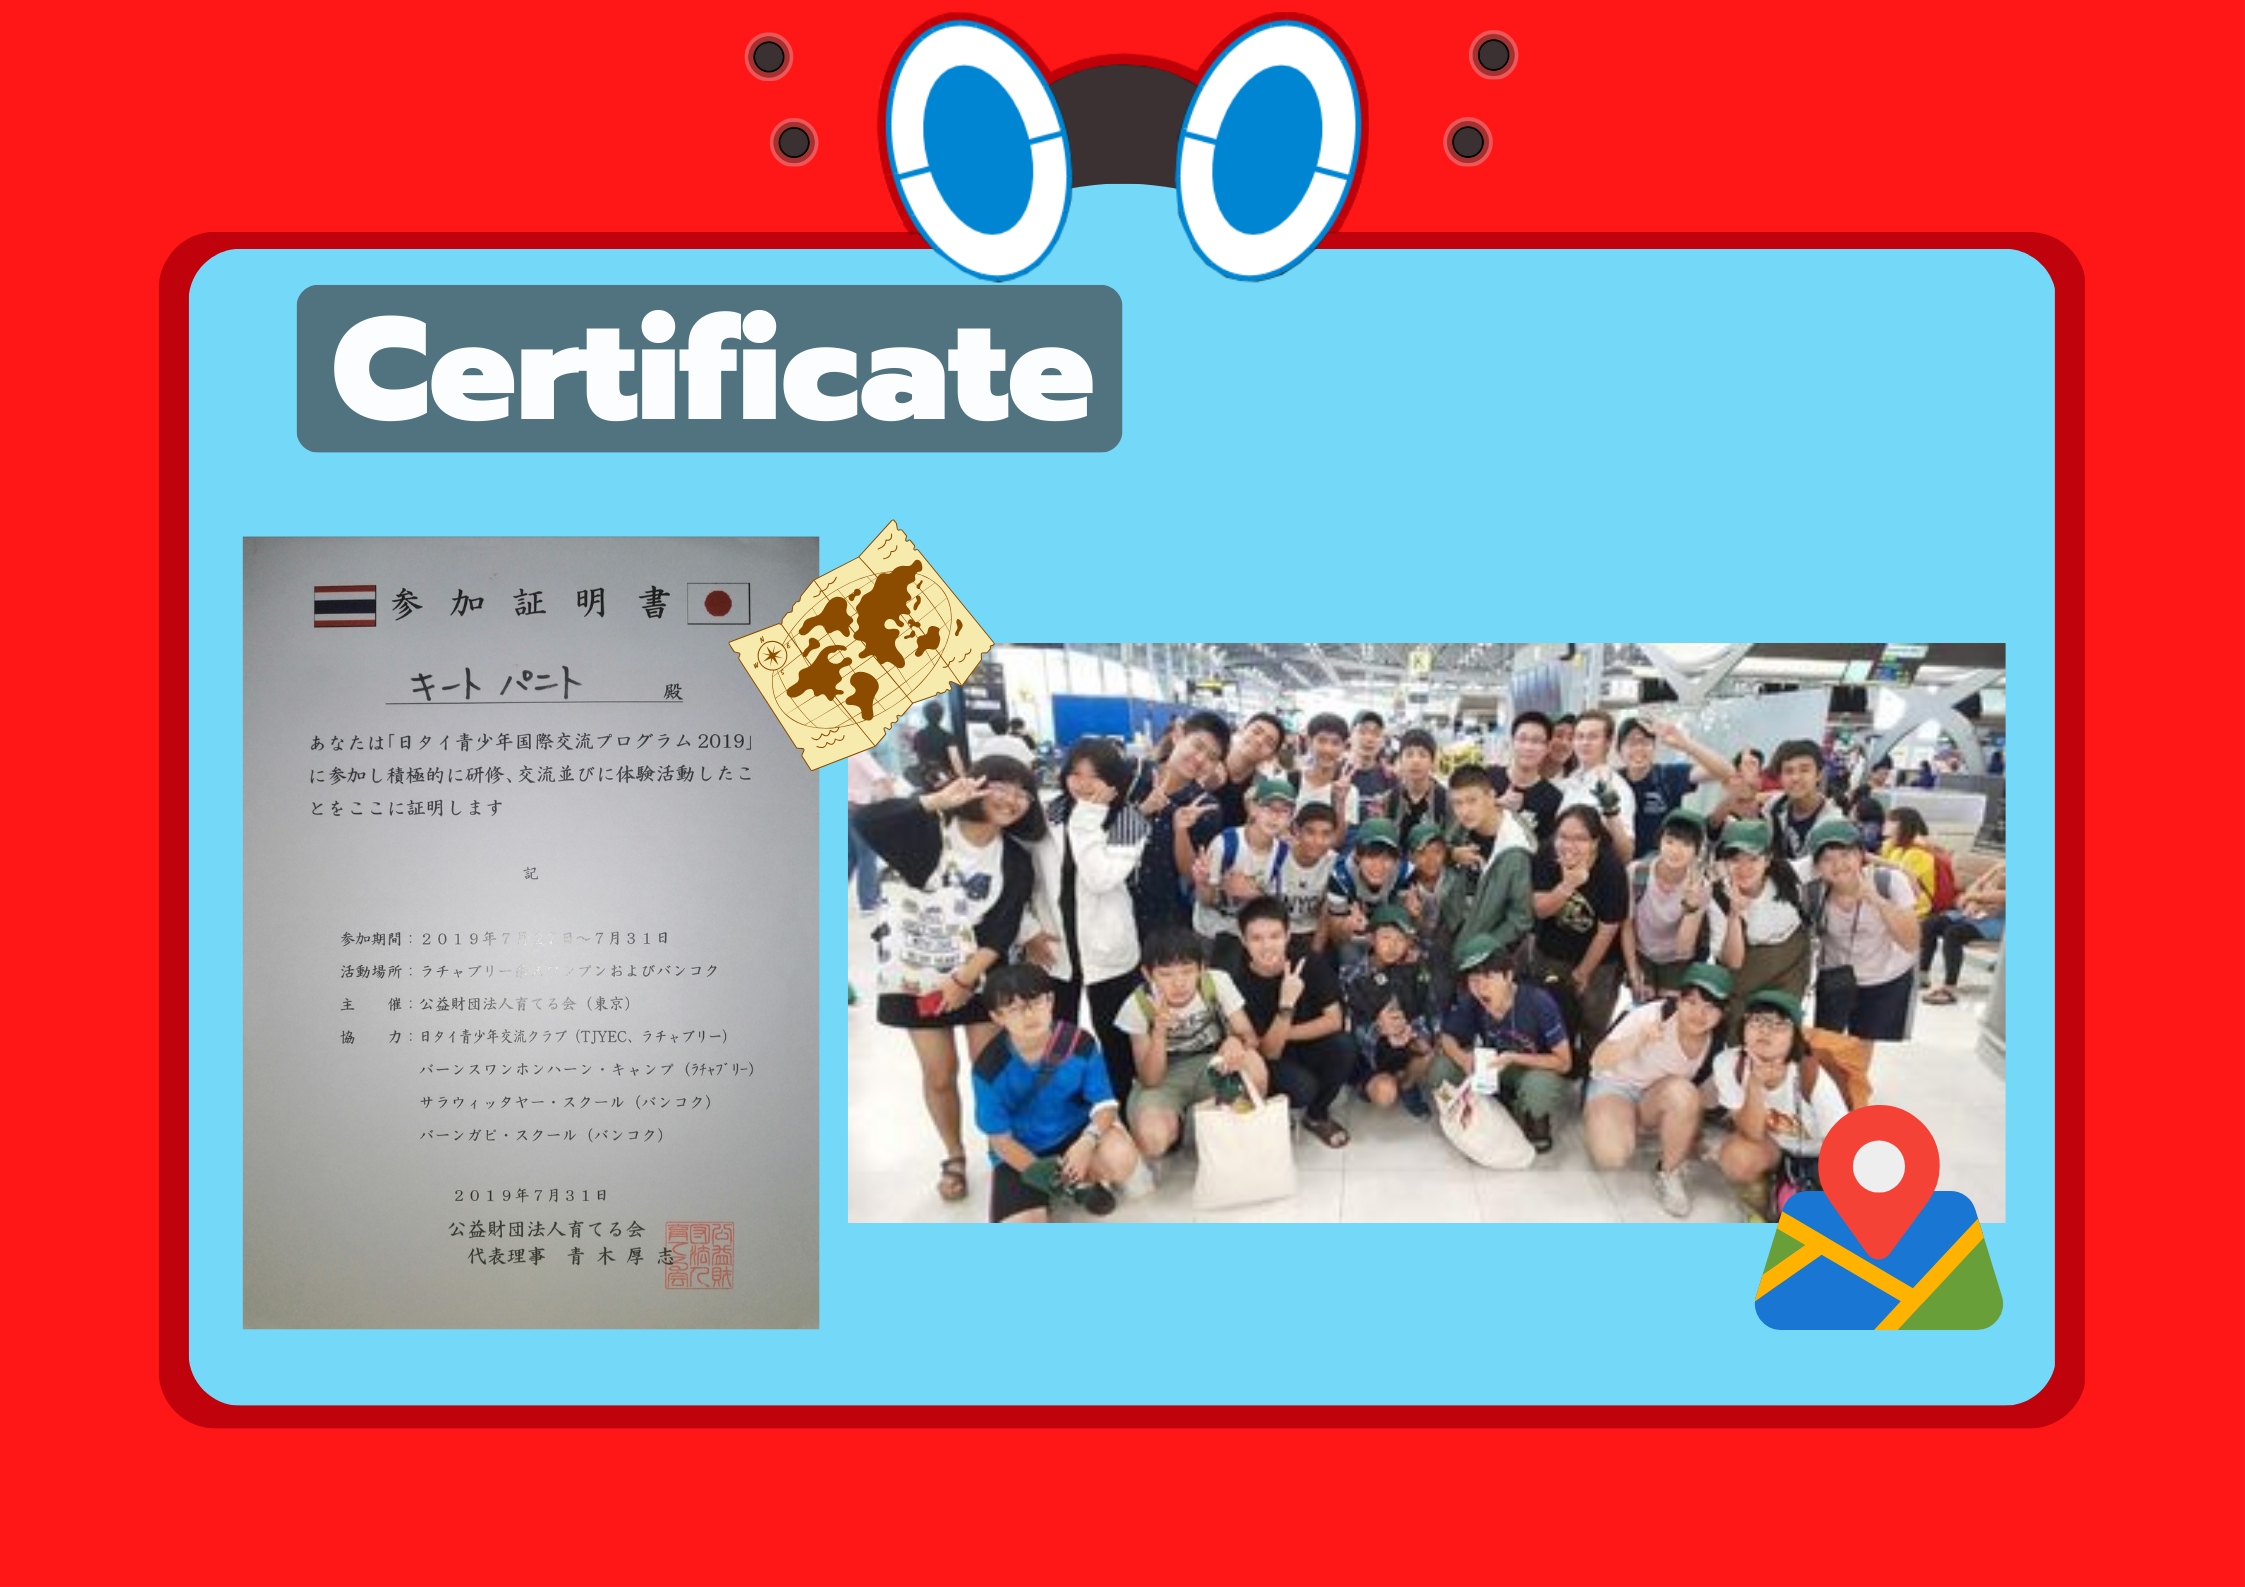 Certificate
参加証明書
キート パニト 殿
あなたは「日タイ青少年国際交流プログラム2019」
に参加し積極的に研修、交流並びに体験活動したこ
とをここに証明します
記
参加期間：２０１９年７月２７日～７月３１日
活動場所：ラチャブリー およびバンコク
主　　催：公益財団法人育てる会（東京）
協　　力：日タイ青少年交流クラブ（TJYEC、ラチャブリー）
バーンスワンホンハーン・キャンプ（ﾗﾁｬﾌﾞﾘｰ）
サラウィッタヤー・スクール（バンコク）
バーンガピ・スクール（バンコク）
２０１９年７月３１日
公益財団法人育てる会
代表理事　青木厚志
K